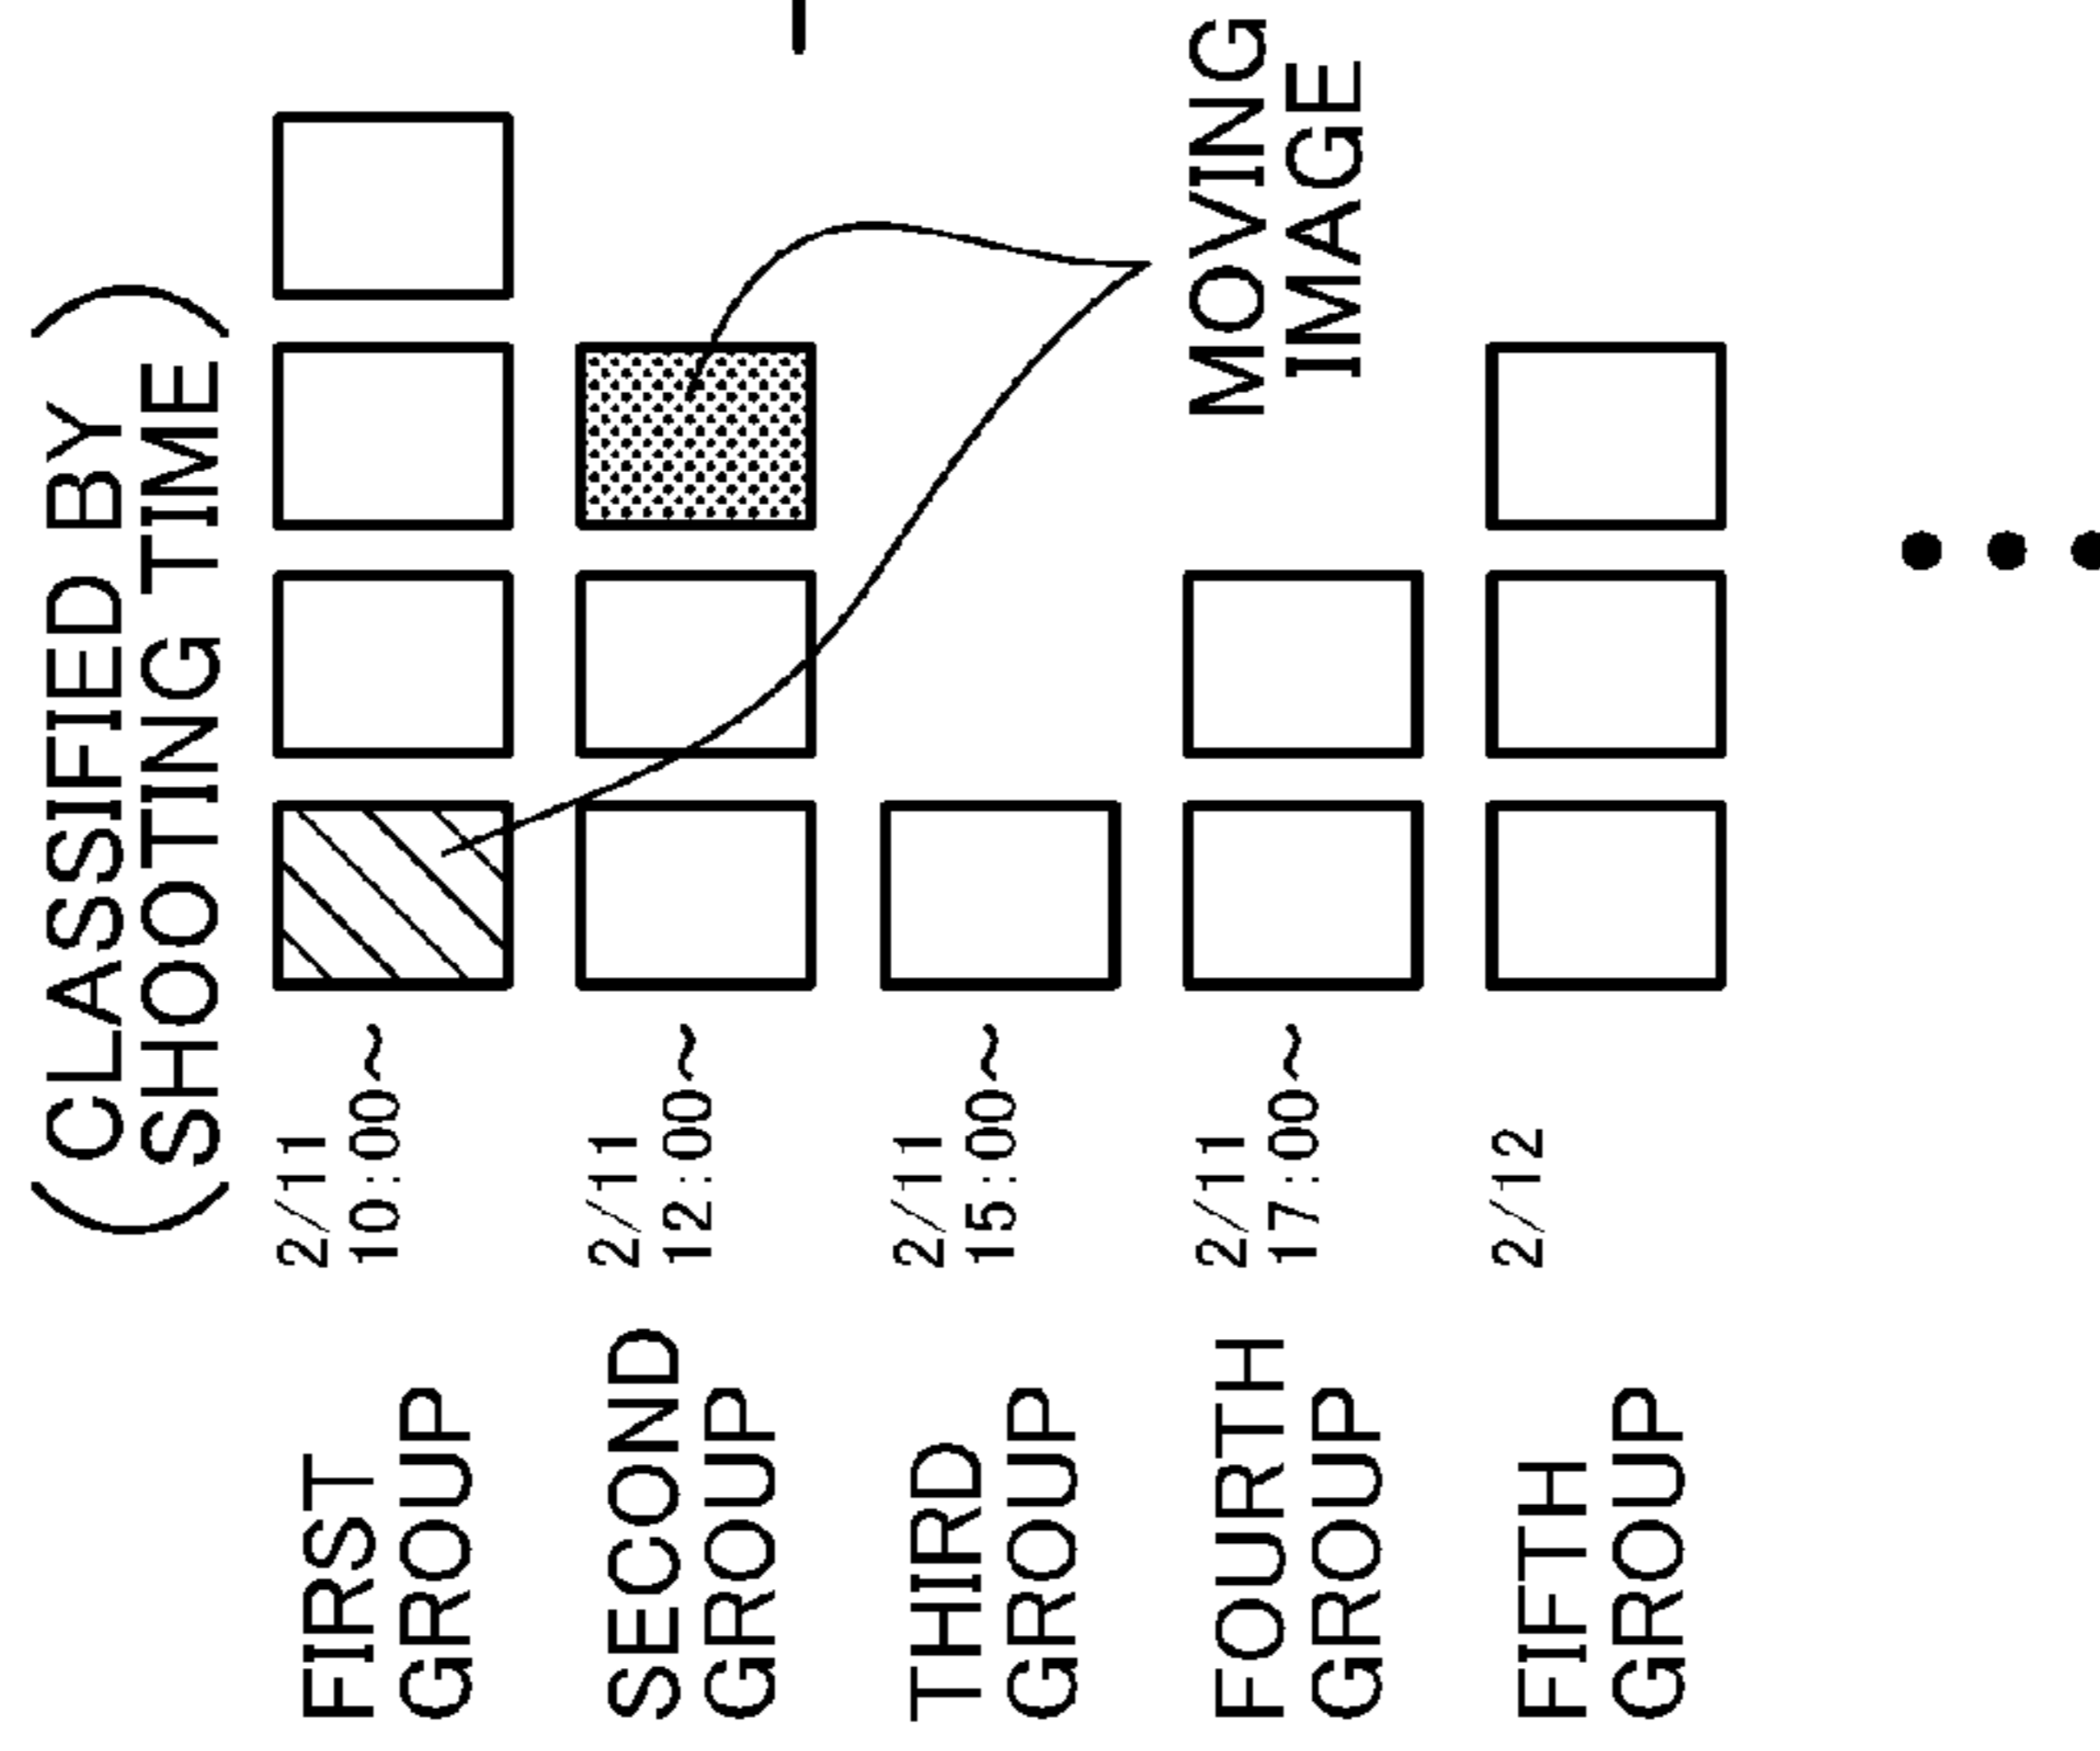 (CLASSIFIED BY
SHOOTING TIME)
FIRST
GROUP
2/11
10:00~
SECOND
GROUP
2/11
12:00~
THIRD
GROUP
2/11
15:00~
MOVING
IMAGE
FOURTH
GROUP
2/11
17:00~
FIFTH
GROUP
2/12